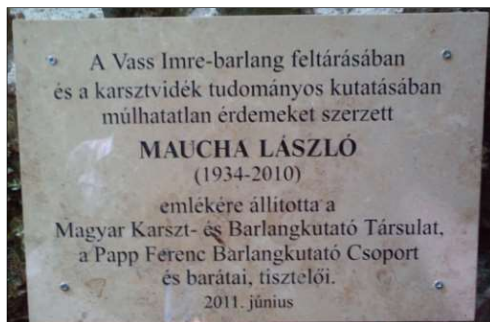 A Vass Imre-barlang feltárásában
és a karsztvidék tudományos kutatásában
múlhatatlan érdemeket szerzett
MAUCHA LÁSZLÓ
(1934-2010)
emlékére állította a
Magyar Karszt- és Barlangkutató Társulat,
a Papp Ferenc Barlangkutató Csoport
és barátai, tisztelői.
2011. június